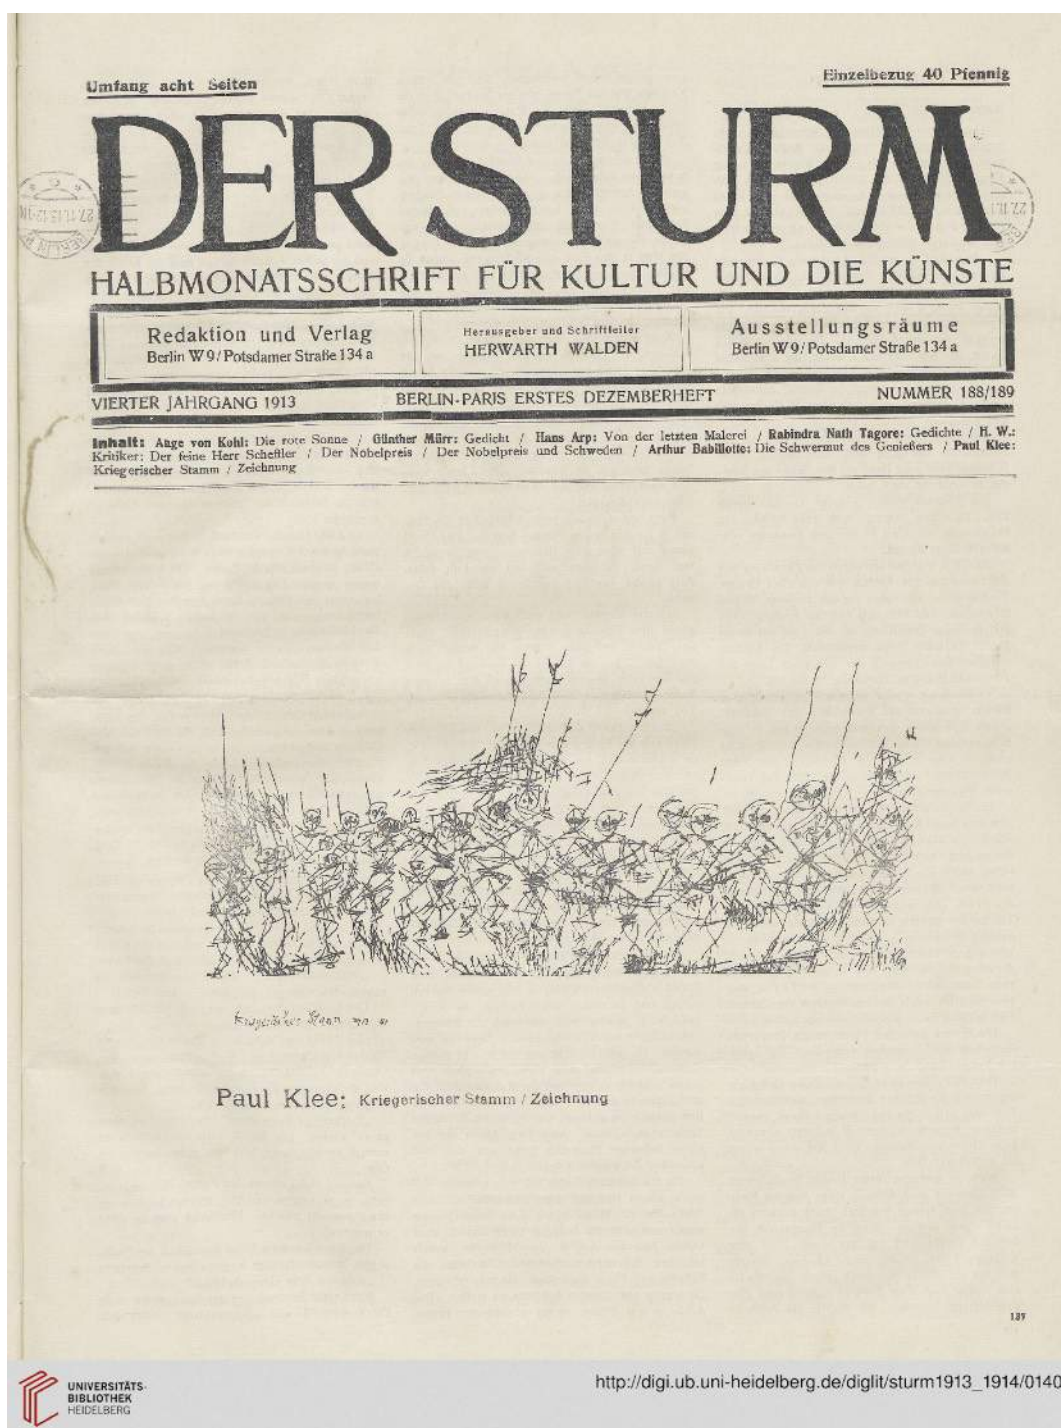 Umfang acht Seiten
Einzelbezug 40 Pfennig
DER STURM
HALBMONATSSCHRIFT FÜR KULTUR UND DIE KÜNSTE
Redaktion und Verlag
Berlin W 9 / Potsdamer Straße 134 a
Herausgeber und Schriftleiter
HERWARTH WALDEN
Ausstellungsräume
Berlin W 9 / Potsdamer Straße 134 a
VIERTER JAHRGANG 1913
BERLIN-PARIS ERSTES DEZEMBERHEFT
NUMMER 188/189
Inhalt: Aage von Kohl: Die rote Sonne / Günther Mürr: Gedicht / Hans Arp: Von der letzten Malerei / Rabindra Nath Tagore: Gedichte / H. W.:
Kritiker: Der feine Herr Scheffler / Der Nobelpreis / Der Nobelpreis und Schweden / Arthur Babillotte: Die Schwermut des Genießers / Paul Klee:
Kriegerischer Stamm / Zeichnung
Kriegerischer Stamm
Paul Klee: Kriegerischer Stamm / Zeichnung
137
UNIVERSITÄTS-
BIBLIOTHEK
HEIDELBERG
http://digi.ub.uni-heidelberg.de/diglit/sturm1913_1914/0140